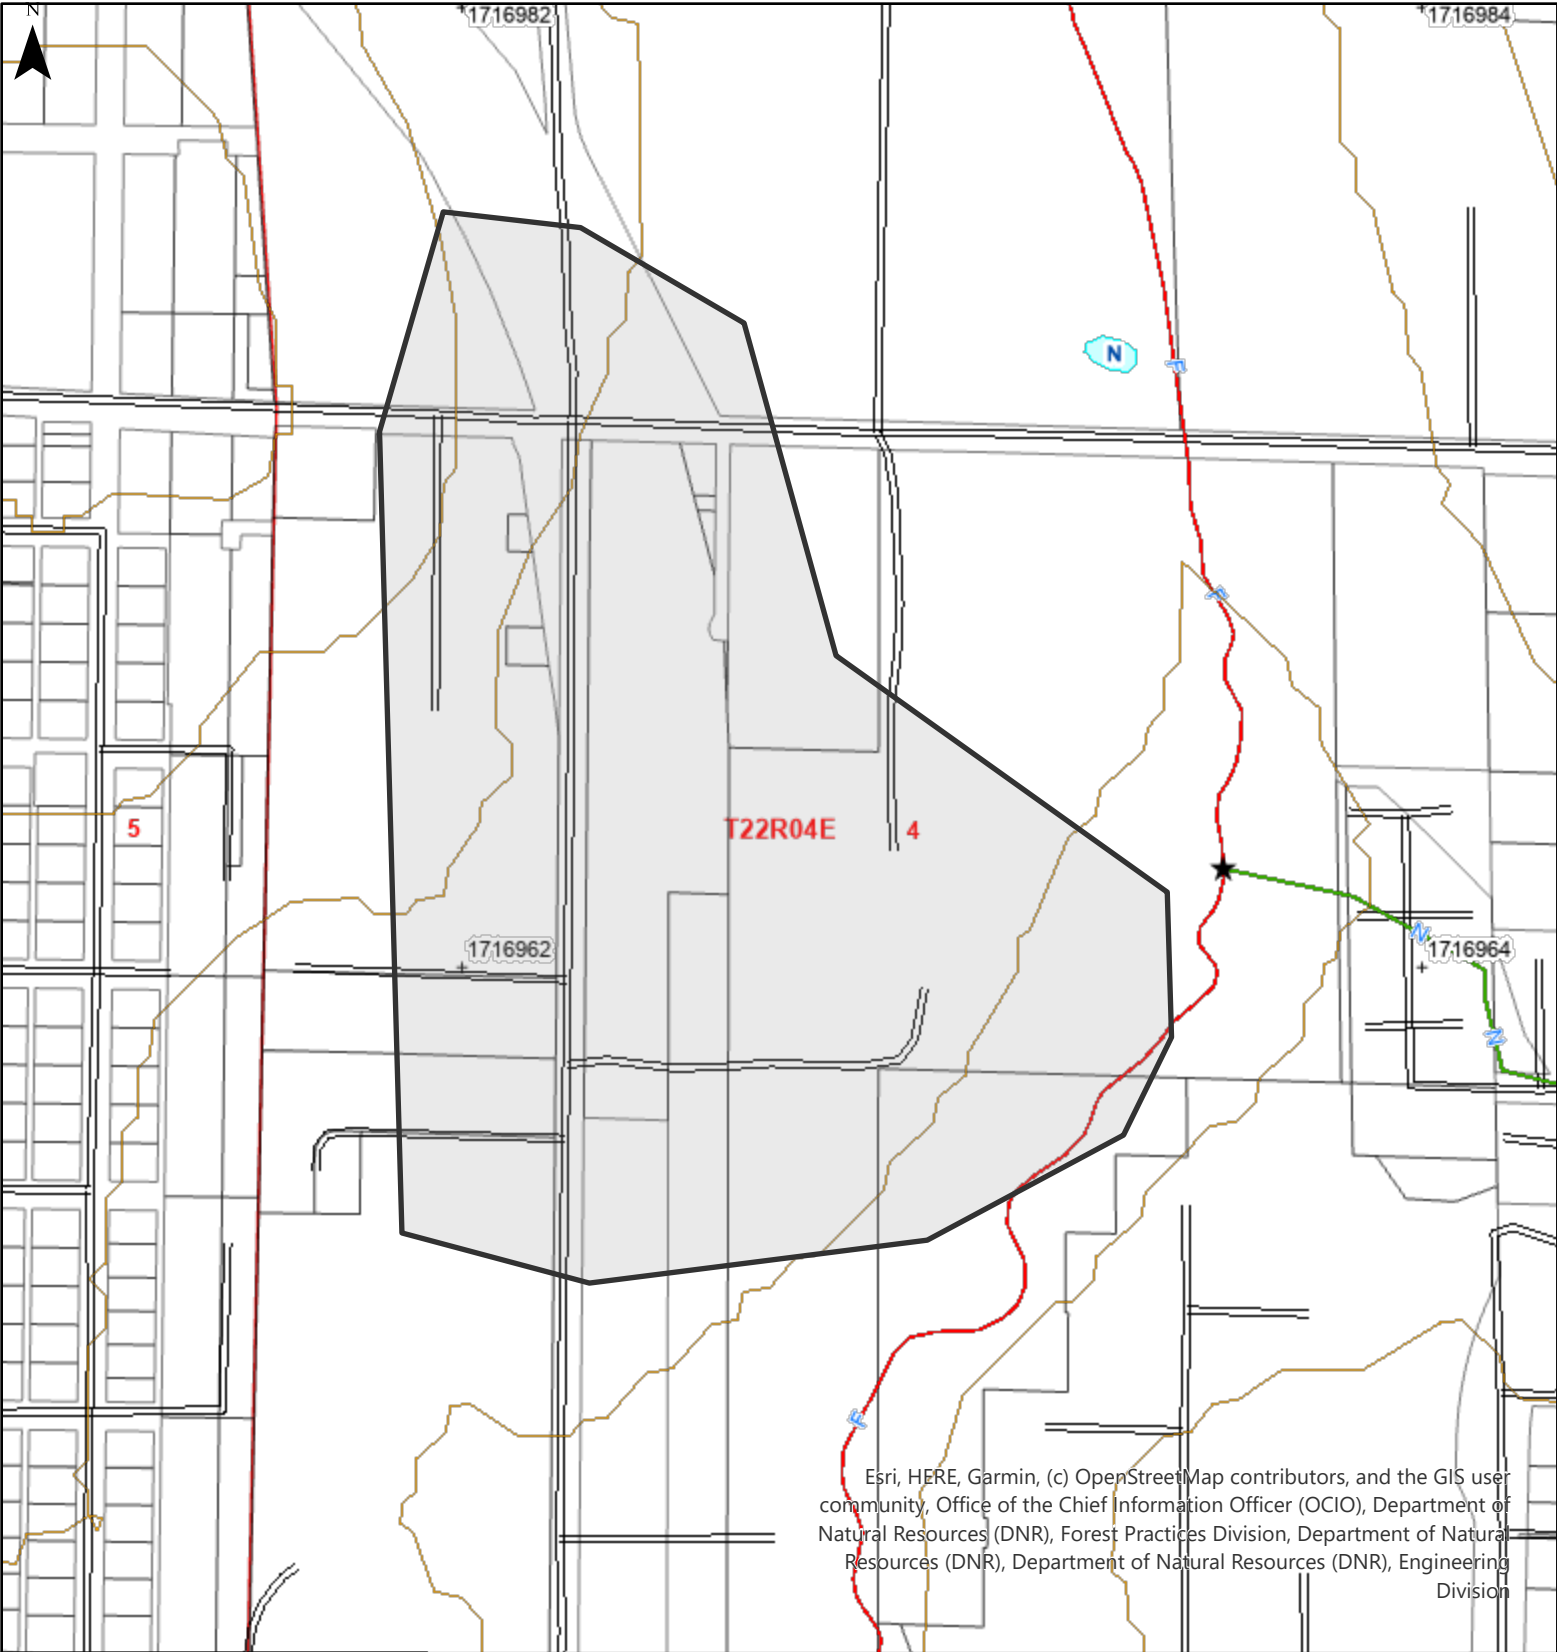 N
1716982
1716984
N
F
F
T22R04E
4
5
N
1716962
1716964
N
F
Esri, HERE, Garmin, (c) OpenStreetMap contributors, and the GIS user
community, Office of the Chief Information Officer (OCIO), Department of
Natural Resources (DNR), Forest Practices Division, Department of Natural
Resources (DNR), Department of Natural Resources (DNR), Engineering
Division